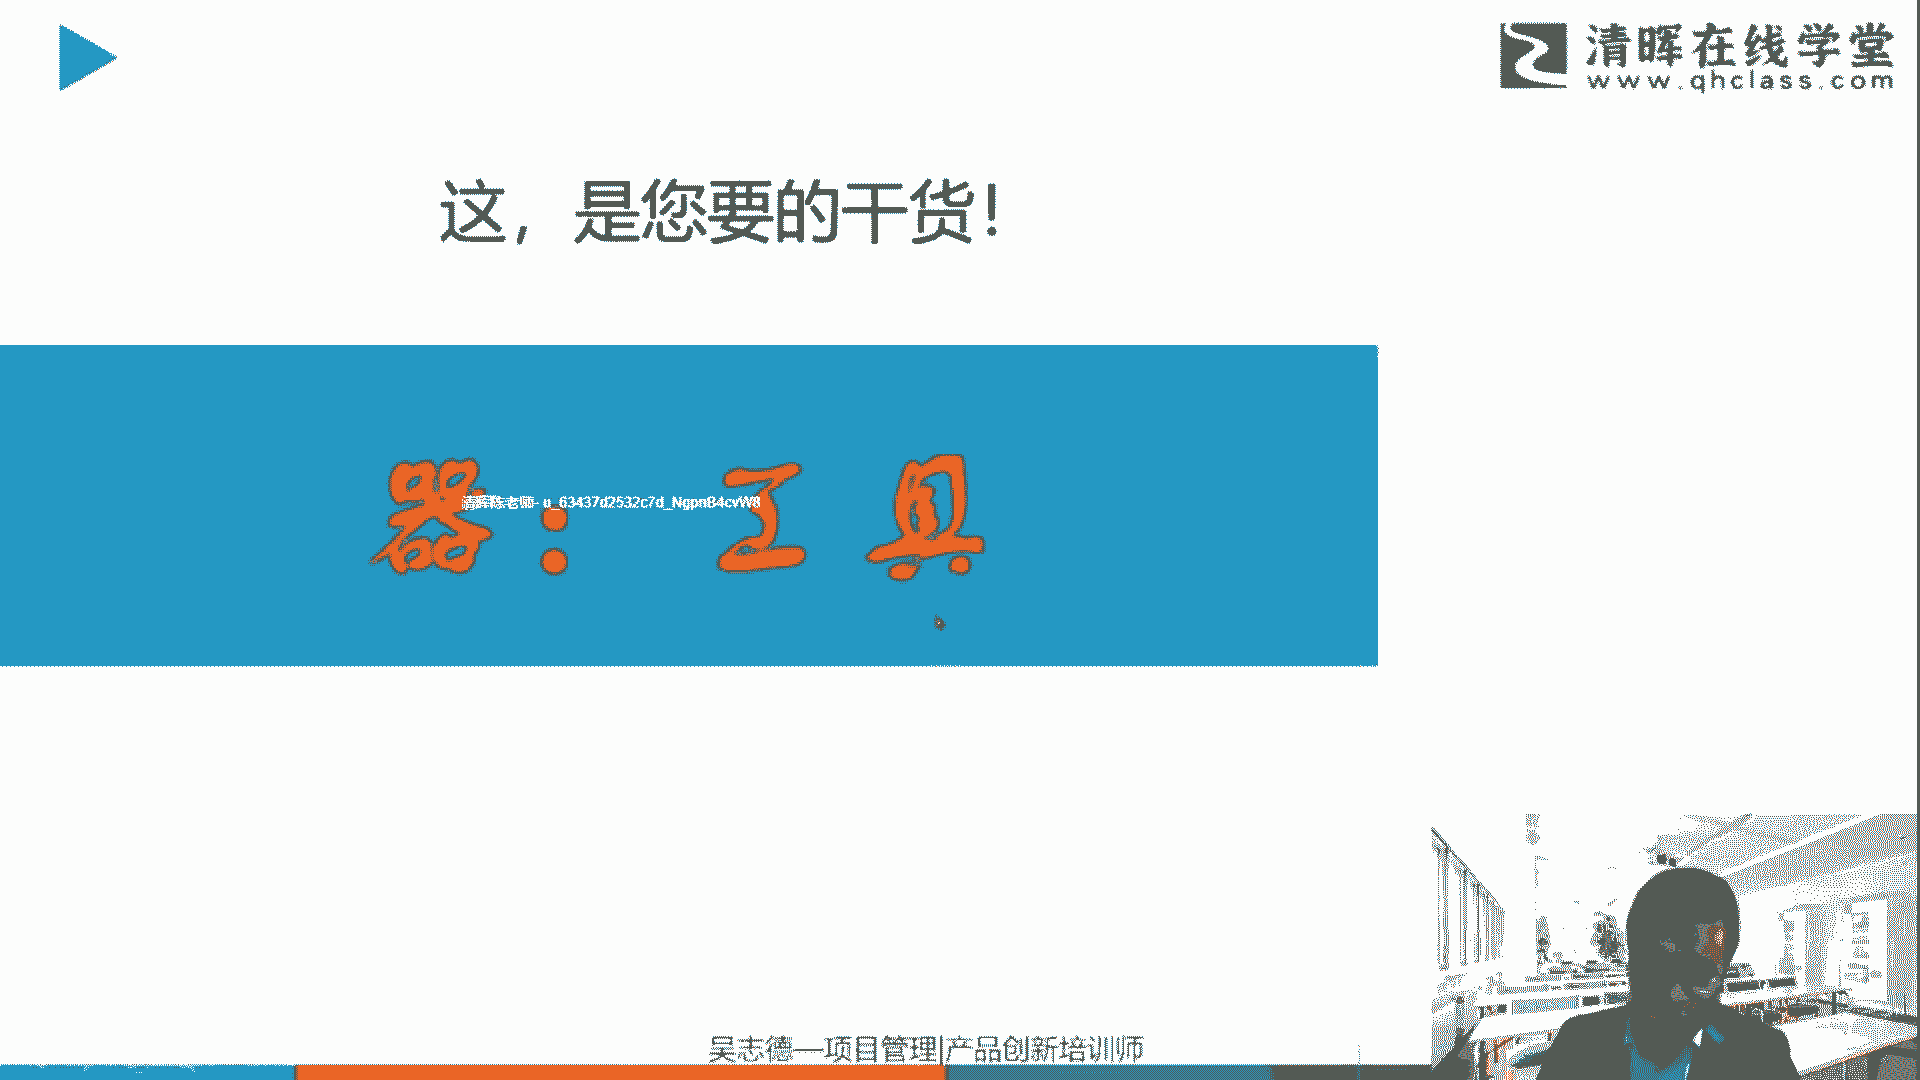 清晖在线学堂
www.qhclass.com
这，是您要的干货！
器：工具
清晖陈老师- u_63437d2532c7d_NgpnB4cvW8
吴志德—项目管理|产品创新培训师